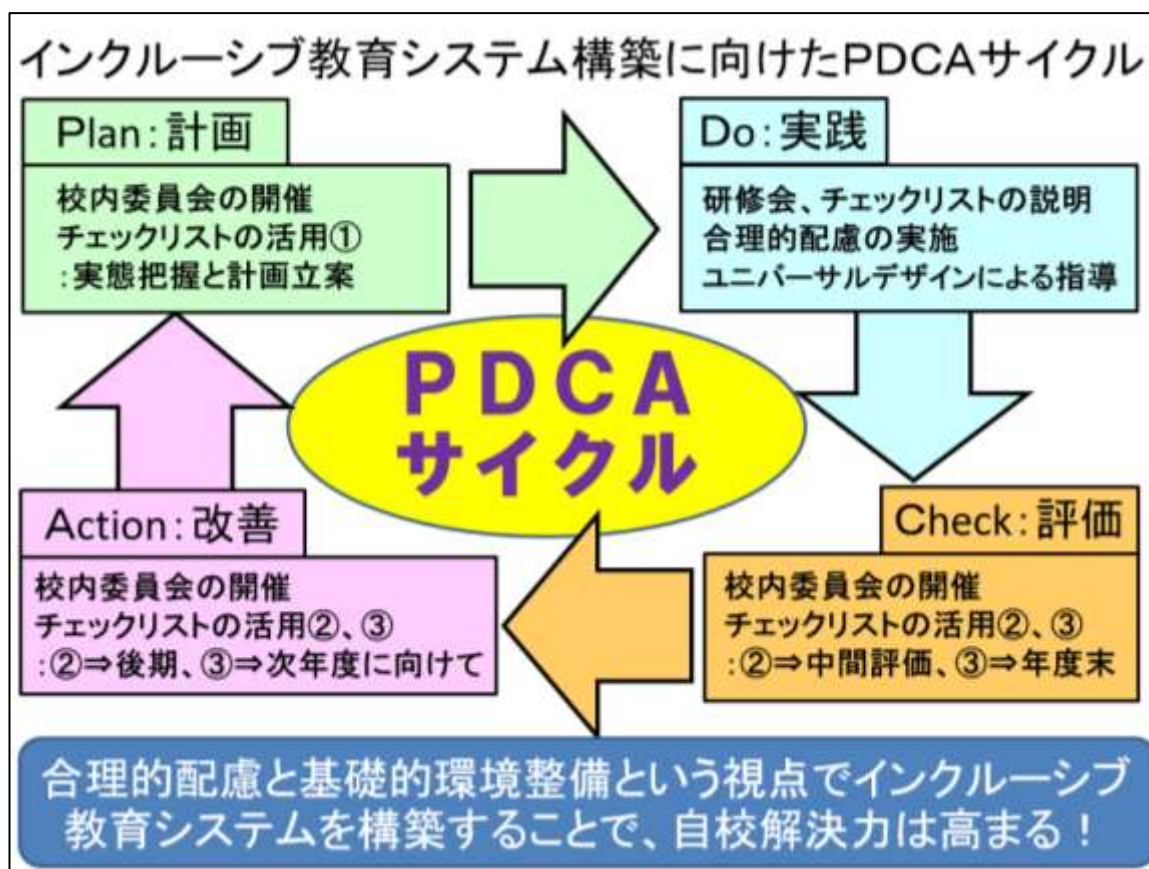 インクルーシブ教育システム構築に向けたPDCAサイクル
Plan:計画
校内委員会の開催
チェックリストの活用①
:実態把握と計画立案
Do:実践
研修会、チェックリストの説明
合理的配慮の実施
ユニバーサルデザインによる指導
PDCA
サイクル
Action:改善
校内委員会の開催
チェックリストの活用②、③
:②⇒後期、③⇒次年度に向けて
Check:評価
校内委員会の開催
チェックリストの活用②、③
:②⇒中間評価、③⇒年度末
合理的配慮と基礎的環境整備という視点でインクルーシブ
教育システムを構築することで、自校解決力は高まる!